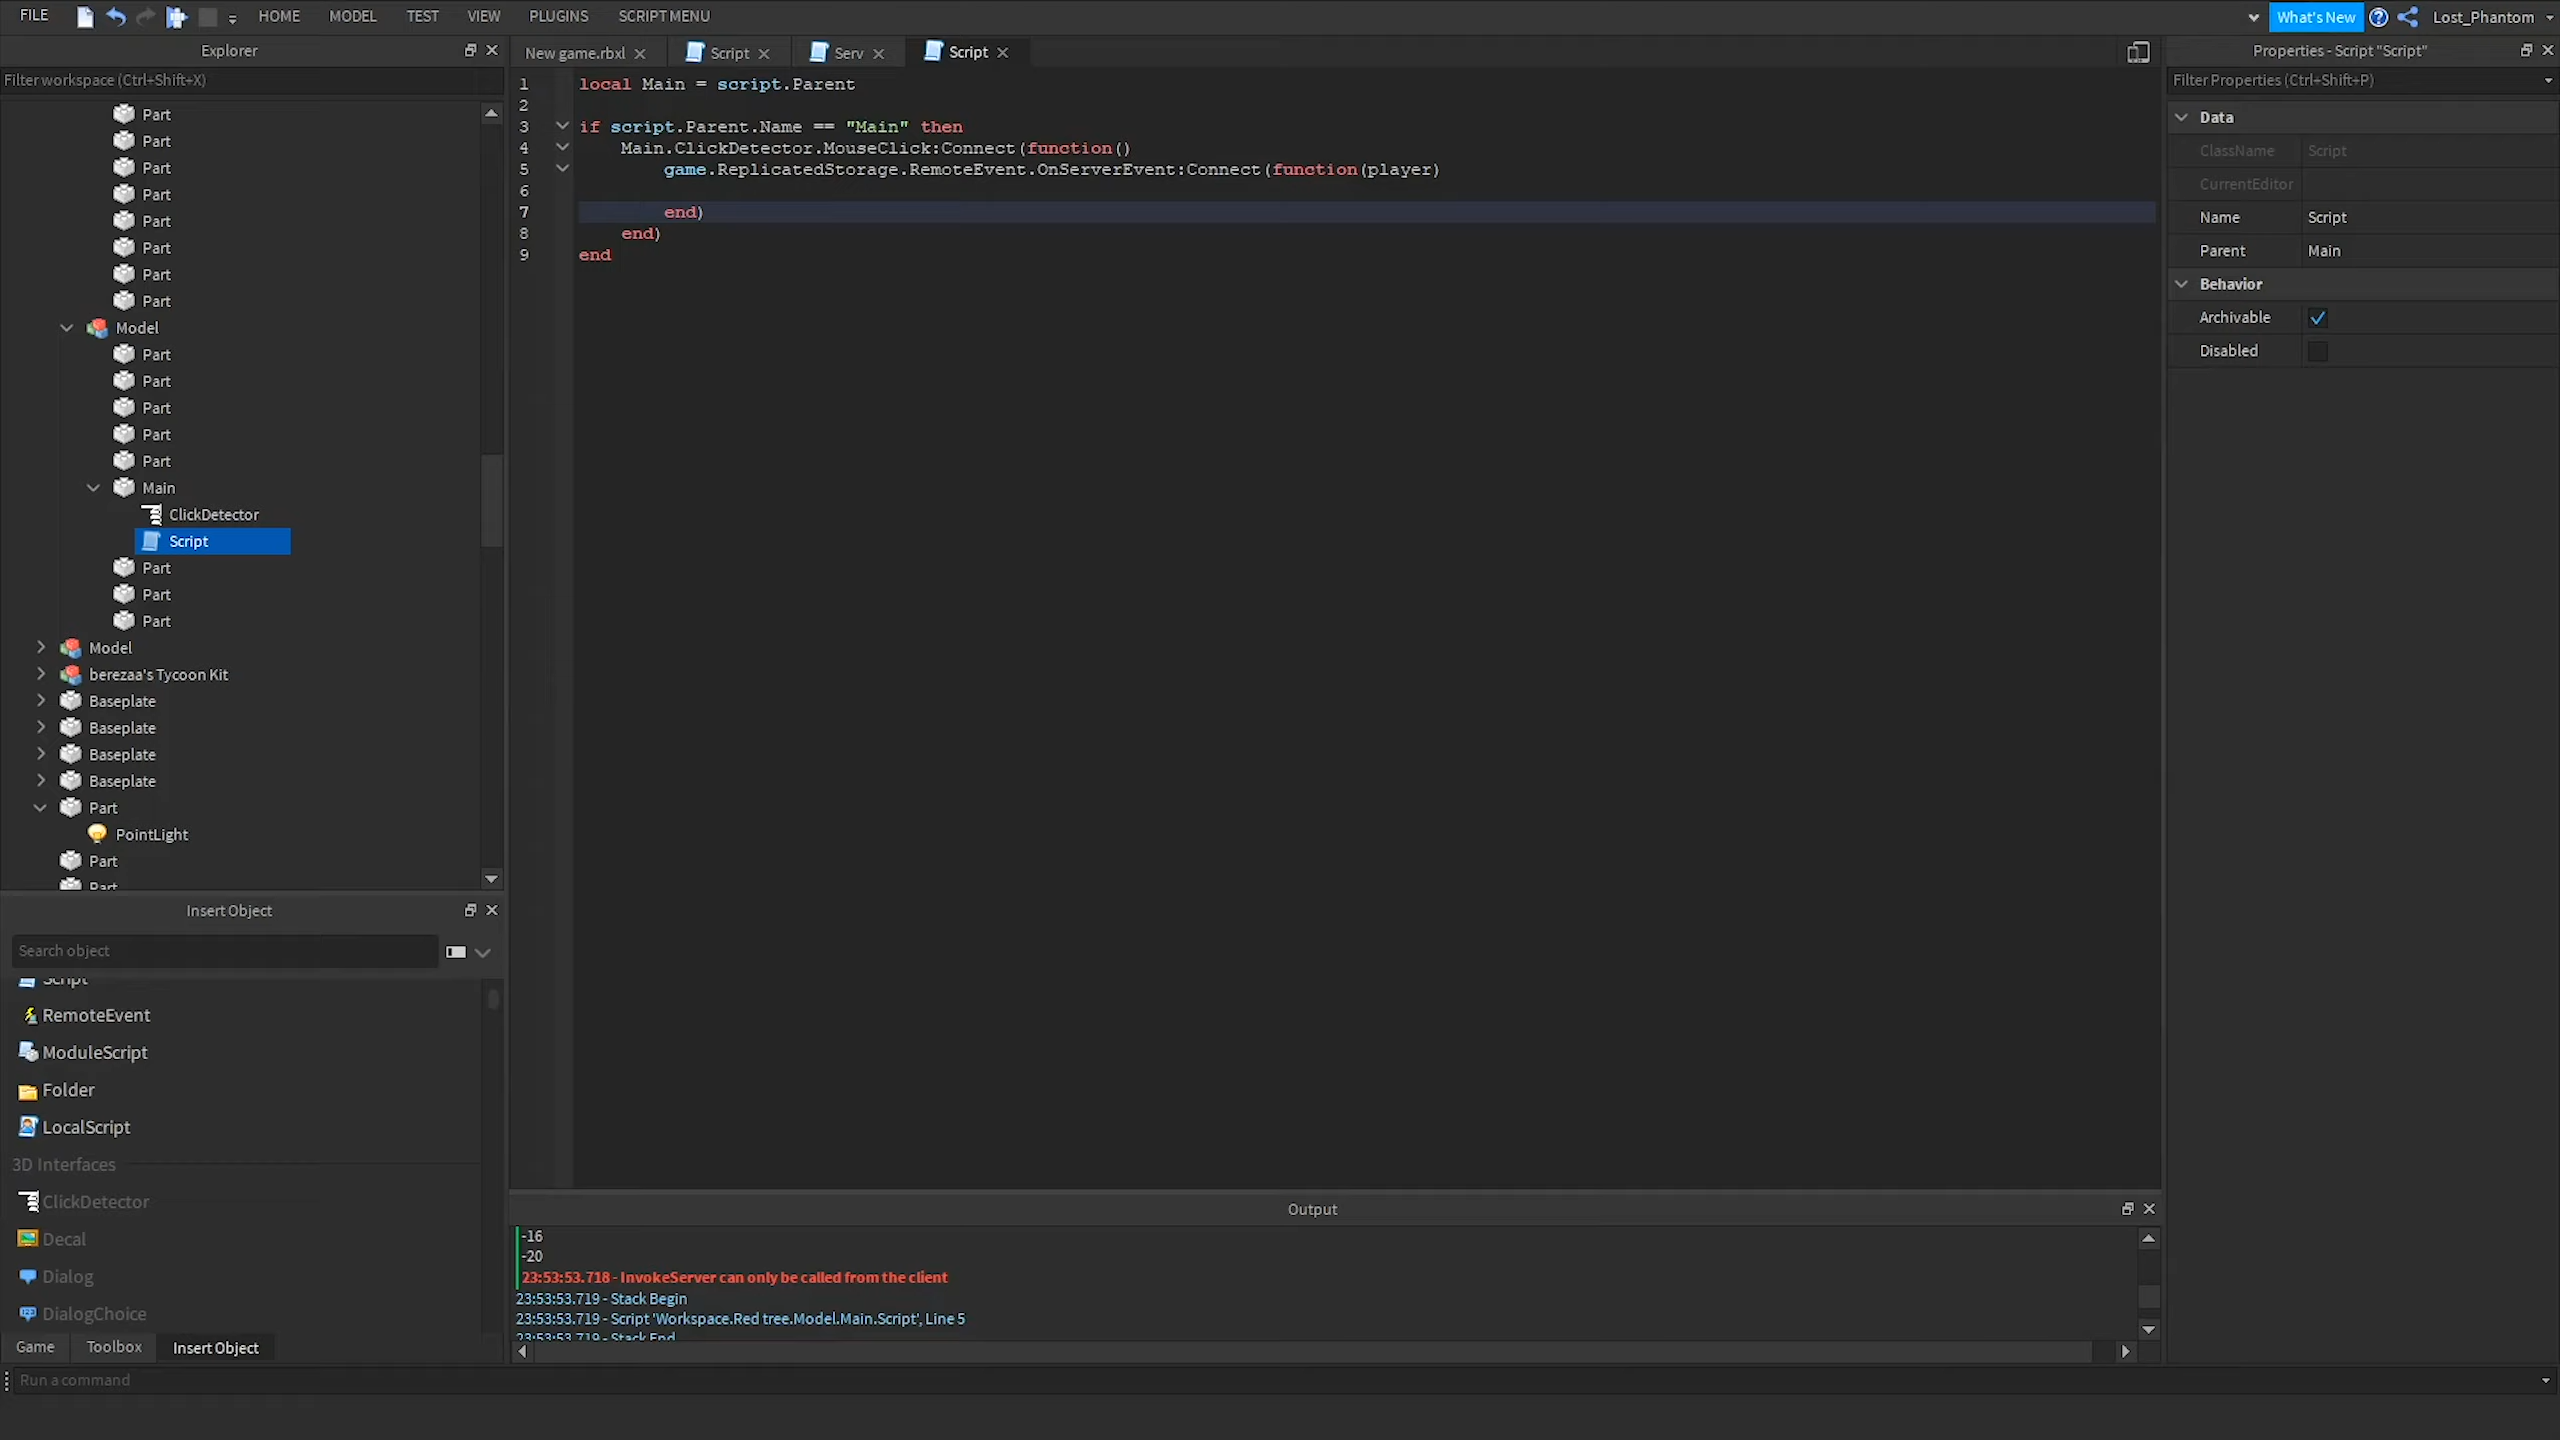 FILE
HOME
MODEL
TEST
VIEW
PLUGINS
SCRIPT MENU
What's New
Lost_Phantom
Explorer
Filter workspace (Ctrl+Shift+X)
Part
Part
Part
Part
Part
Part
Part
Part
Model
Part
Part
Part
Part
Part
Main
ClickDetector
Script
Part
Part
Part
Model
berezaa's Tycoon Kit
Baseplate
Baseplate
Baseplate
Baseplate
Part
PointLight
Part
Part
Insert Object
Search object
Script
RemoteEvent
ModuleScript
Folder
LocalScript
3D Interfaces
ClickDetector
Decal
Dialog
DialogChoice
Game
Toolbox
Insert Object
Run a command
New game.rbxl
Script
Serv
Script
1 local Main = script.Parent
2
3 if script.Parent.Name == "Main" then
4 Main.ClickDetector.MouseClick:Connect(function()
5 game.ReplicatedStorage.RemoteEvent.OnServerEvent:Connect(function(player)
6
7 end)
8 end)
9 end
Output
-16
-20
23:53:53.718 - InvokeServer can only be called from the client
23:53:53.719 - Stack Begin
23:53:53.719 - Script 'Workspace.Red tree.Model.Main.Script', Line 5
23:53:53.719 - Stack End
Properties - Script "Script"
Filter Properties (Ctrl+Shift+P)
Data
ClassName Script
CurrentEditor
Name Script
Parent Main
Behavior
Archivable
Disabled